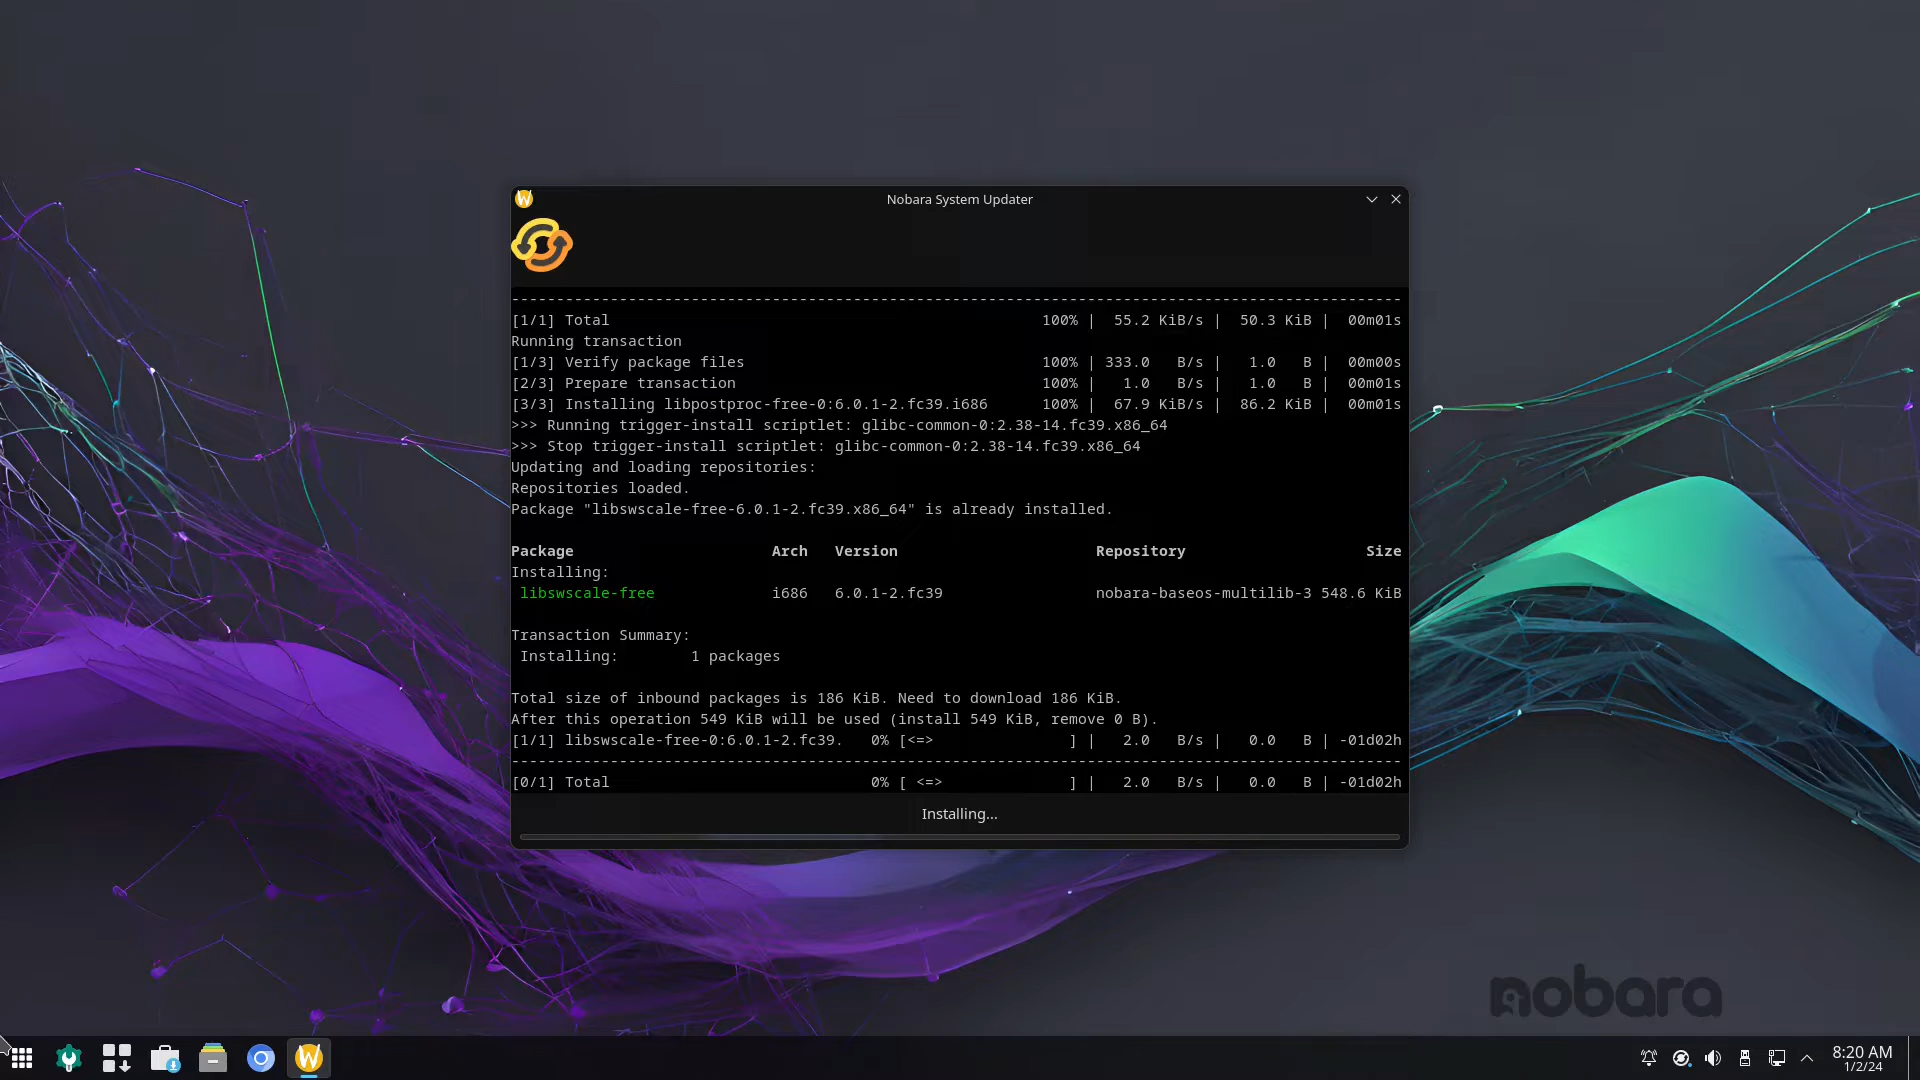 Nobara System Updater
--------------------------------------------------------------------------------------------------
[1/1] Total 100% | 55.2 KiB/s | 50.3 KiB | 00m01s
Running transaction
[1/3] Verify package files 100% | 333.0 B/s | 1.0 B | 00m00s
[2/3] Prepare transaction 100% | 1.0 B/s | 1.0 B | 00m01s
[3/3] Installing libpostproc-free-0:6.0.1-2.fc39.i686 100% | 67.9 KiB/s | 86.2 KiB | 00m01s
>>> Running trigger-install scriptlet: glibc-common-0:2.38-14.fc39.x86_64
>>> Stop trigger-install scriptlet: glibc-common-0:2.38-14.fc39.x86_64
Updating and loading repositories:
Repositories loaded.
Package "libswscale-free-6.0.1-2.fc39.x86_64" is already installed.
Package Arch Version Repository Size
Installing:
libswscale-free i686 6.0.1-2.fc39 nobara-baseos-multilib-3 548.6 KiB
Transaction Summary:
Installing: 1 packages
Total size of inbound packages is 186 KiB. Need to download 186 KiB.
After this operation 549 KiB will be used (install 549 KiB, remove 0 B).
[1/1] libswscale-free-0:6.0.1-2.fc39. 0% [<=> ] | 2.0 B/s | 0.0 B | -01d02h
--------------------------------------------------------------------------------------------------
[0/1] Total 0% [ <=> ] | 2.0 B/s | 0.0 B | -01d02h
Installing...
nobara
8:20 AM
1/2/24